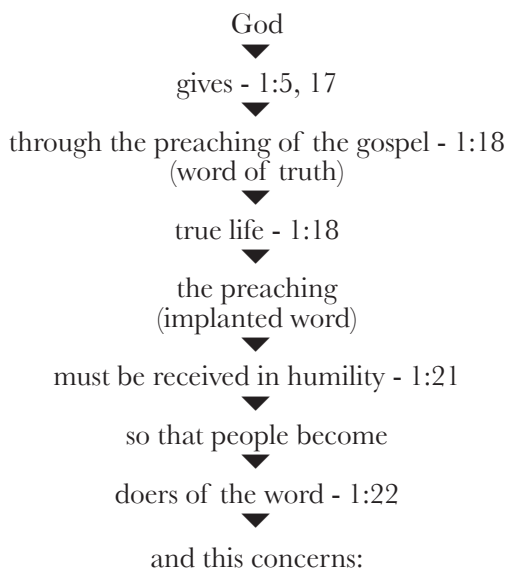 God
gives - 1:5, 17
through the preaching of the gospel - 1:18
(word of truth)
true life - 1:18
the preaching
(implanted word)
must be received in humility - 1:21
so that people become
doers of the word - 1:22
and this concerns: